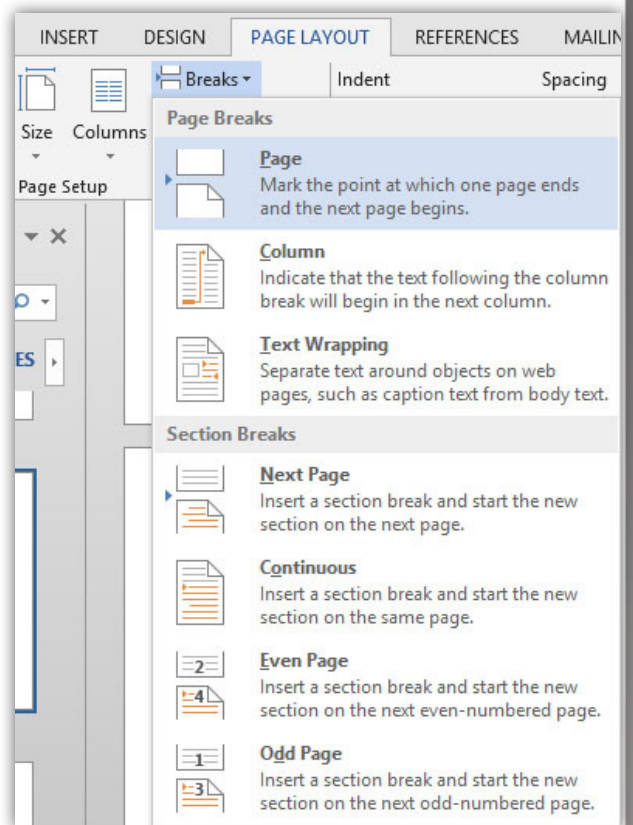 INSERT DESIGN PAGE LAYOUT REFERENCES MAILIN
Breaks Indent Spacing
Size Columns
Page Setup
ES
Page Breaks
Page
Mark the point at which one page ends
and the next page begins.
Column
Indicate that the text following the column
break will begin in the next column.
Text Wrapping
Separate text around objects on web
pages, such as caption text from body text.
Section Breaks
Next Page
Insert a section break and start the new
section on the next page.
Continuous
Insert a section break and start the new
section on the same page.
2
4
Even Page
Insert a section break and start the new
section on the next even-numbered page.
1
3
Odd Page
Insert a section break and start the new
section on the next odd-numbered page.